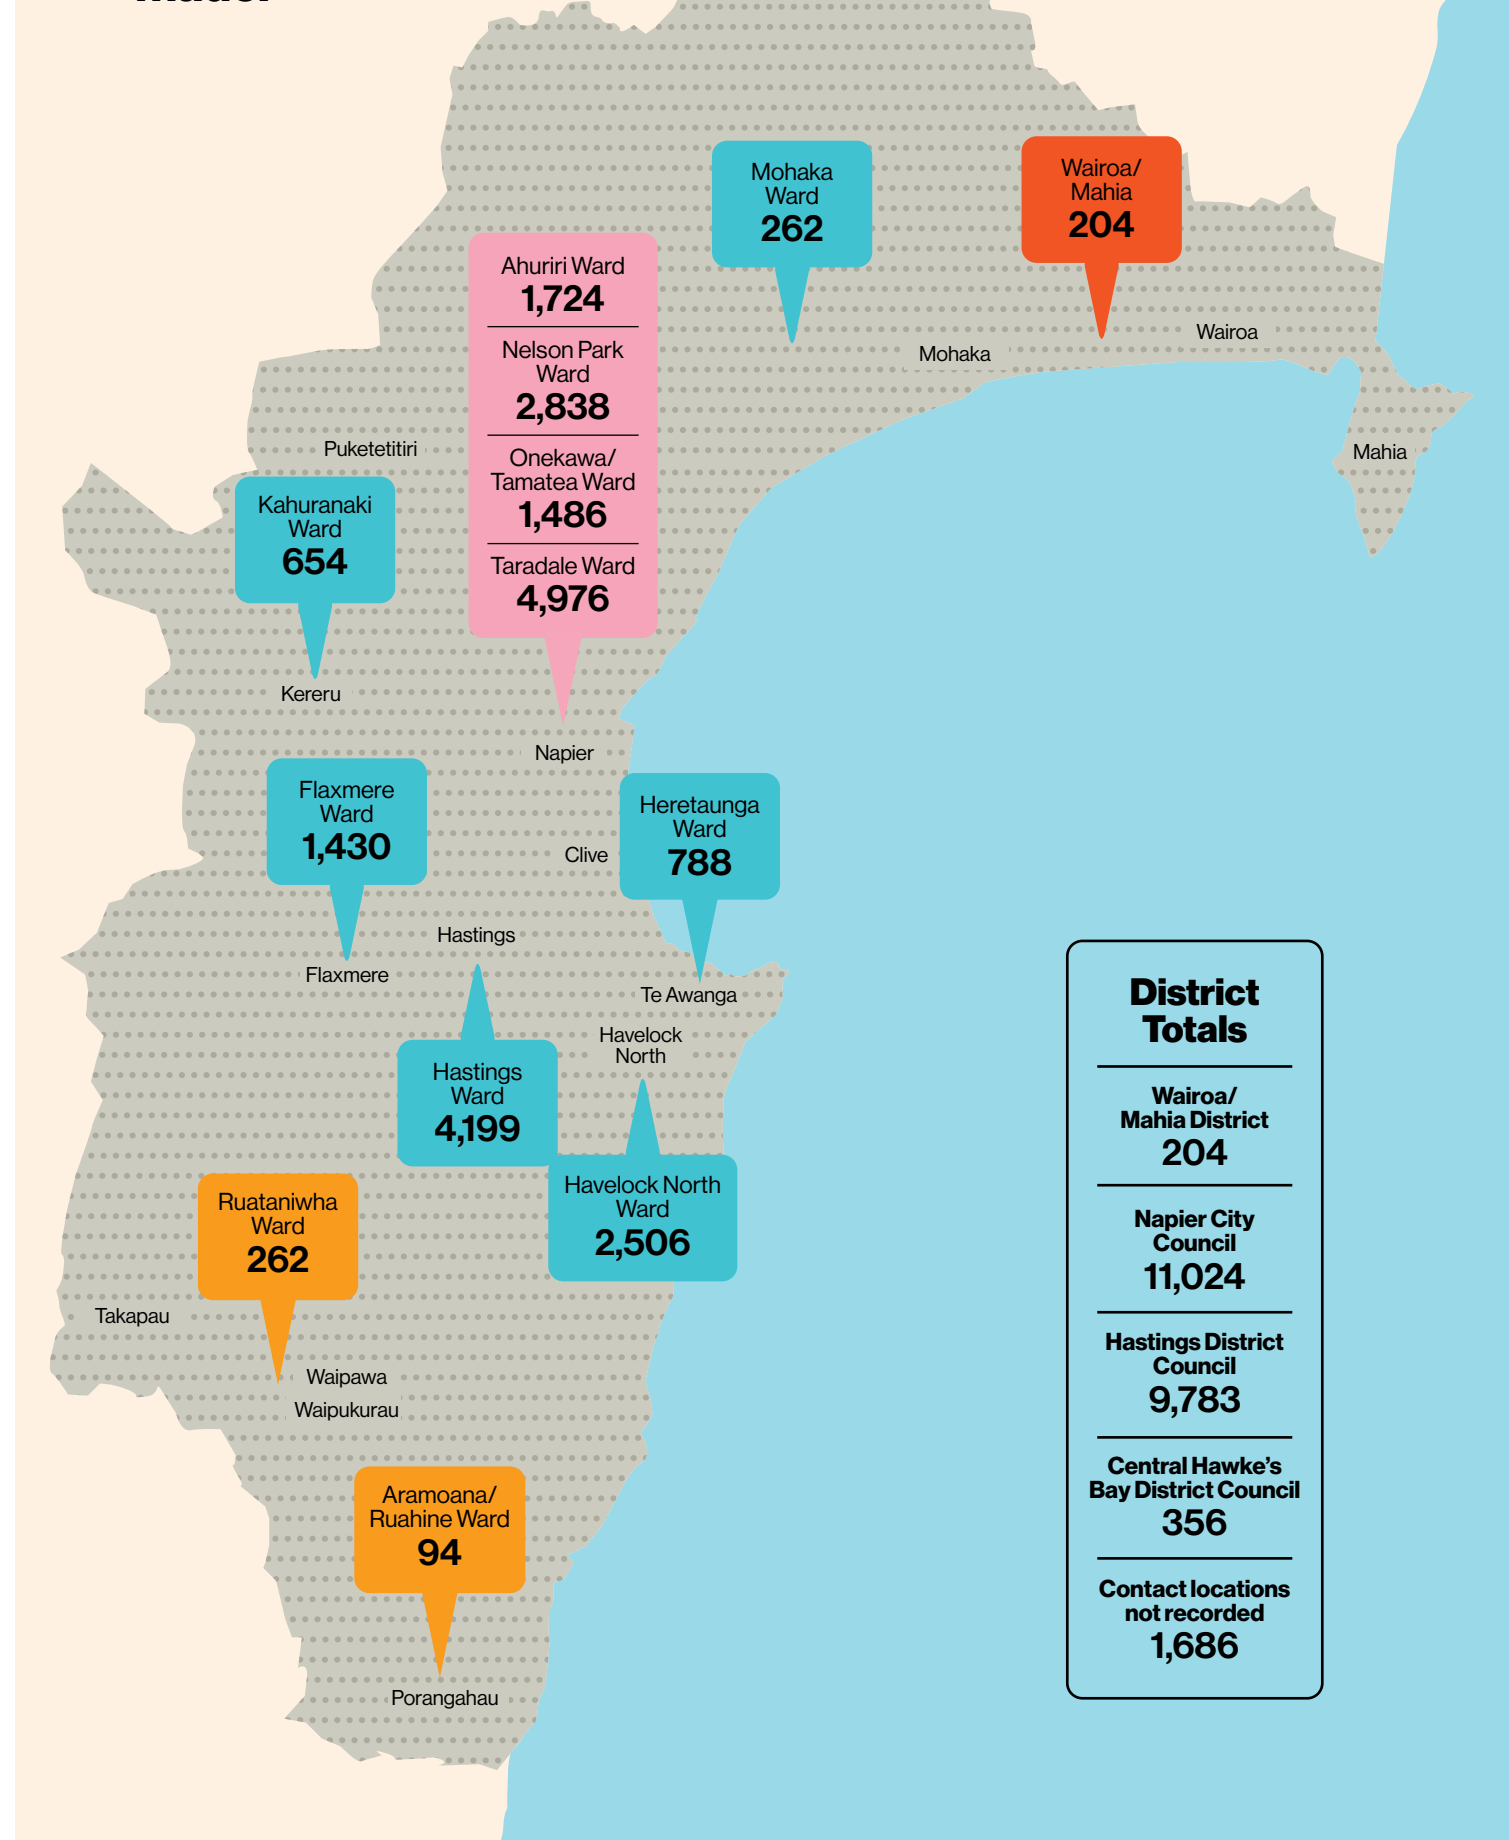 Mohaka
Ward
262
Wairoa/
Mahia
204
Ahuriri Ward
1,724
Nelson Park
Ward
2,838
Onekawa/
Tamatea Ward
1,486
Taradale Ward
4,976
Wairoa
Mohaka
Mahia
Puketetitiri
Kahuranaki
Ward
654
Kereru
Napier
Flaxmere
Ward
1,430
Heretaunga
Ward
788
Clive
Hastings
Flaxmere
Te Awanga
Havelock
North
Hastings
Ward
4,199
Havelock North
Ward
2,506
Ruataniwha
Ward
262
Takapau
Waipawa
Waipukurau
Aramoana/
Ruahine Ward
94
Porangahau
District
Totals
Wairoa/
Mahia District
204
Napier City
Council
11,024
Hastings District
Council
9,783
Central Hawke's
Bay District Council
356
Contact locations
not recorded
1,686